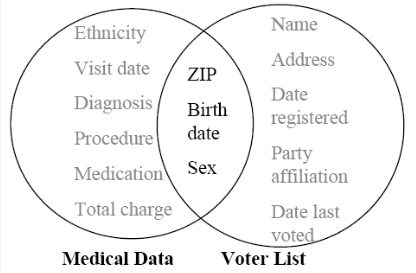 Ethnicity
Visit date
Diagnosis
Procedure
Medication
Total charge
ZIP
Birth
date
Sex
Name
Address
Date
registered
Party
affiliation
Date last
voted
Medical Data
Voter List